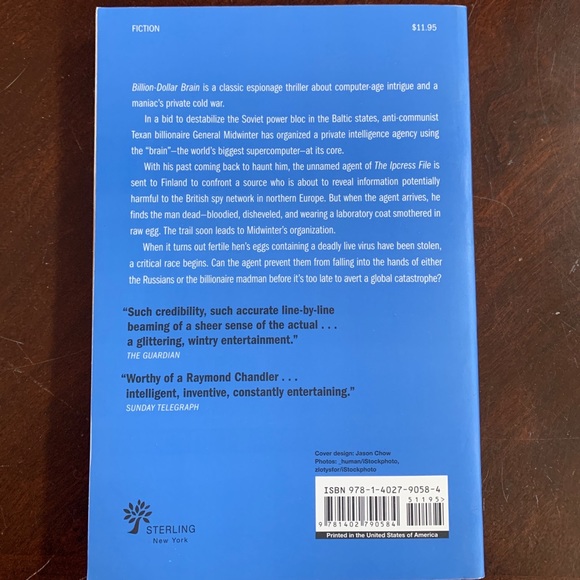 FICTION
$11.95
Billion-Dollar Brain is a classic espionage thriller about computer-age intrigue and a
maniac's private cold war.
In a bid to destabilize the Soviet power bloc in the Baltic states, anti-communist
Texan billionaire General Midwinter has organized a private intelligence agency using
the “brain”—the world's biggest supercomputer—at its core.
With his past coming back to haunt him, the unnamed agent of The Ipcress File is
sent to Finland to confront a source who is about to reveal information potentially
harmful to the British spy network in northern Europe. But when the agent arrives, he
finds the man dead—bloodied, disheveled, and wearing a laboratory coat smothered in
raw egg. The trail soon leads to Midwinter's organization.
When it turns out fertile hen's eggs containing a deadly live virus have been stolen,
a critical race begins. Can the agent prevent them from falling into the hands of either
the Russians or the billionaire madman before it's too late to avert a global catastrophe?
“Such credibility, such accurate line-by-line
beaming of a sheer sense of the actual . . .
a glittering, wintry entertainment.”
THE GUARDIAN
“Worthy of a Raymond Chandler . . .
intelligent, inventive, constantly entertaining.”
SUNDAY TELEGRAPH
Cover design: Jason Chow
Photos: _human/iStockphoto,
zlotysfor/iStockphoto
ISBN 978-1-4027-9058-4
51195>
9 781402 790584
Printed in the United States of America
STERLING
New York